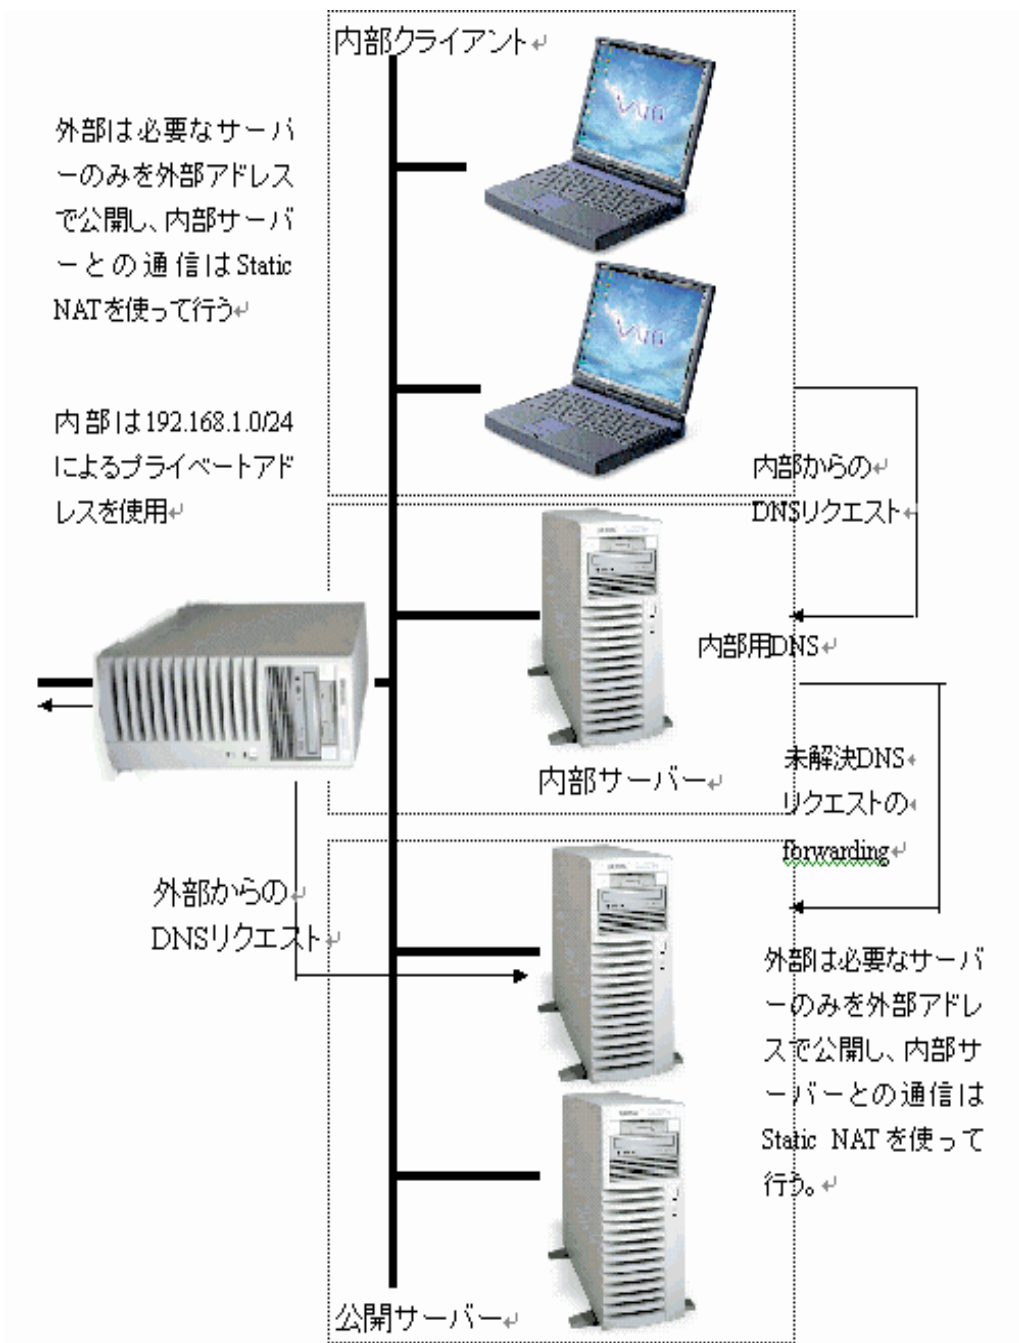 内部クライアント
外部は必要なサーバ
ーのみを外部アドレス
で公開し、内部サーバ
ーとの通信はStatic
NATを使って行う
内部は192.168.1.0/24
によるプライベートアド
レスを使用
内部からの
DNSリクエスト
内部用DNS
内部サーバー
未解決DNS
リクエストの
forwarding
外部からの
DNSリクエスト
外部は必要なサーバ
ーのみを外部アドレ
スで公開し、内部サ
ーバーとの通信は
Static NATを使って
行う。
公開サーバー